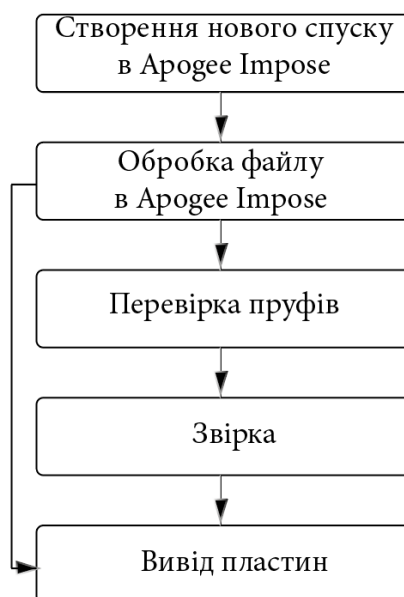 Створення нового спуску
в Apogee Impose
Обробка файлу
в Apogee Impose
Перевірка пруфів
Звірка
Вивід пластин